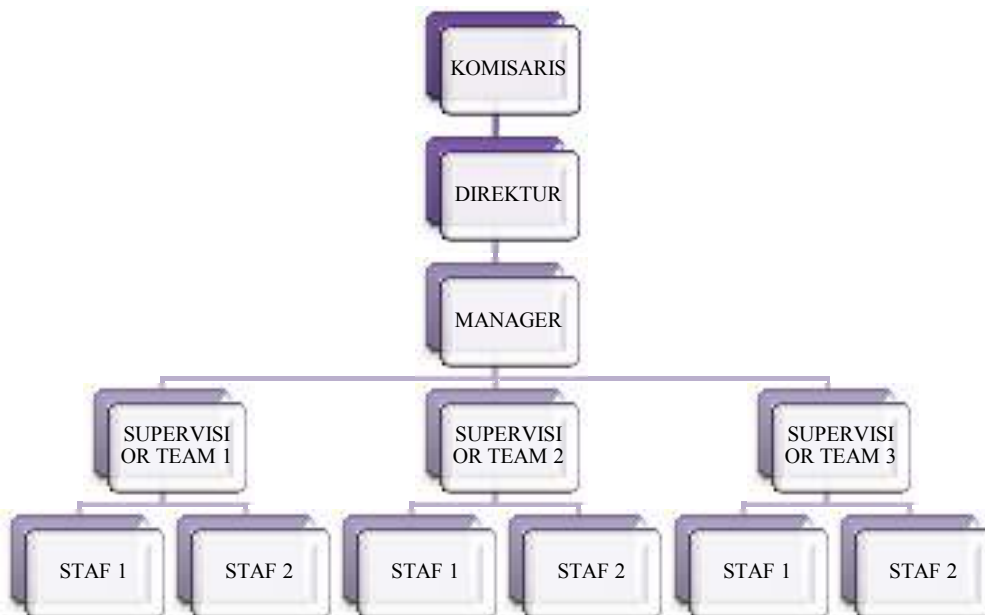 KOMISARIS
DIREKTUR
MANAGER
SUPERVISI
OR TEAM 1
SUPERVISI
OR TEAM 2
SUPERVISI
OR TEAM 3
STAF 1
STAF 2
STAF 1
STAF 2
STAF 1
STAF 2